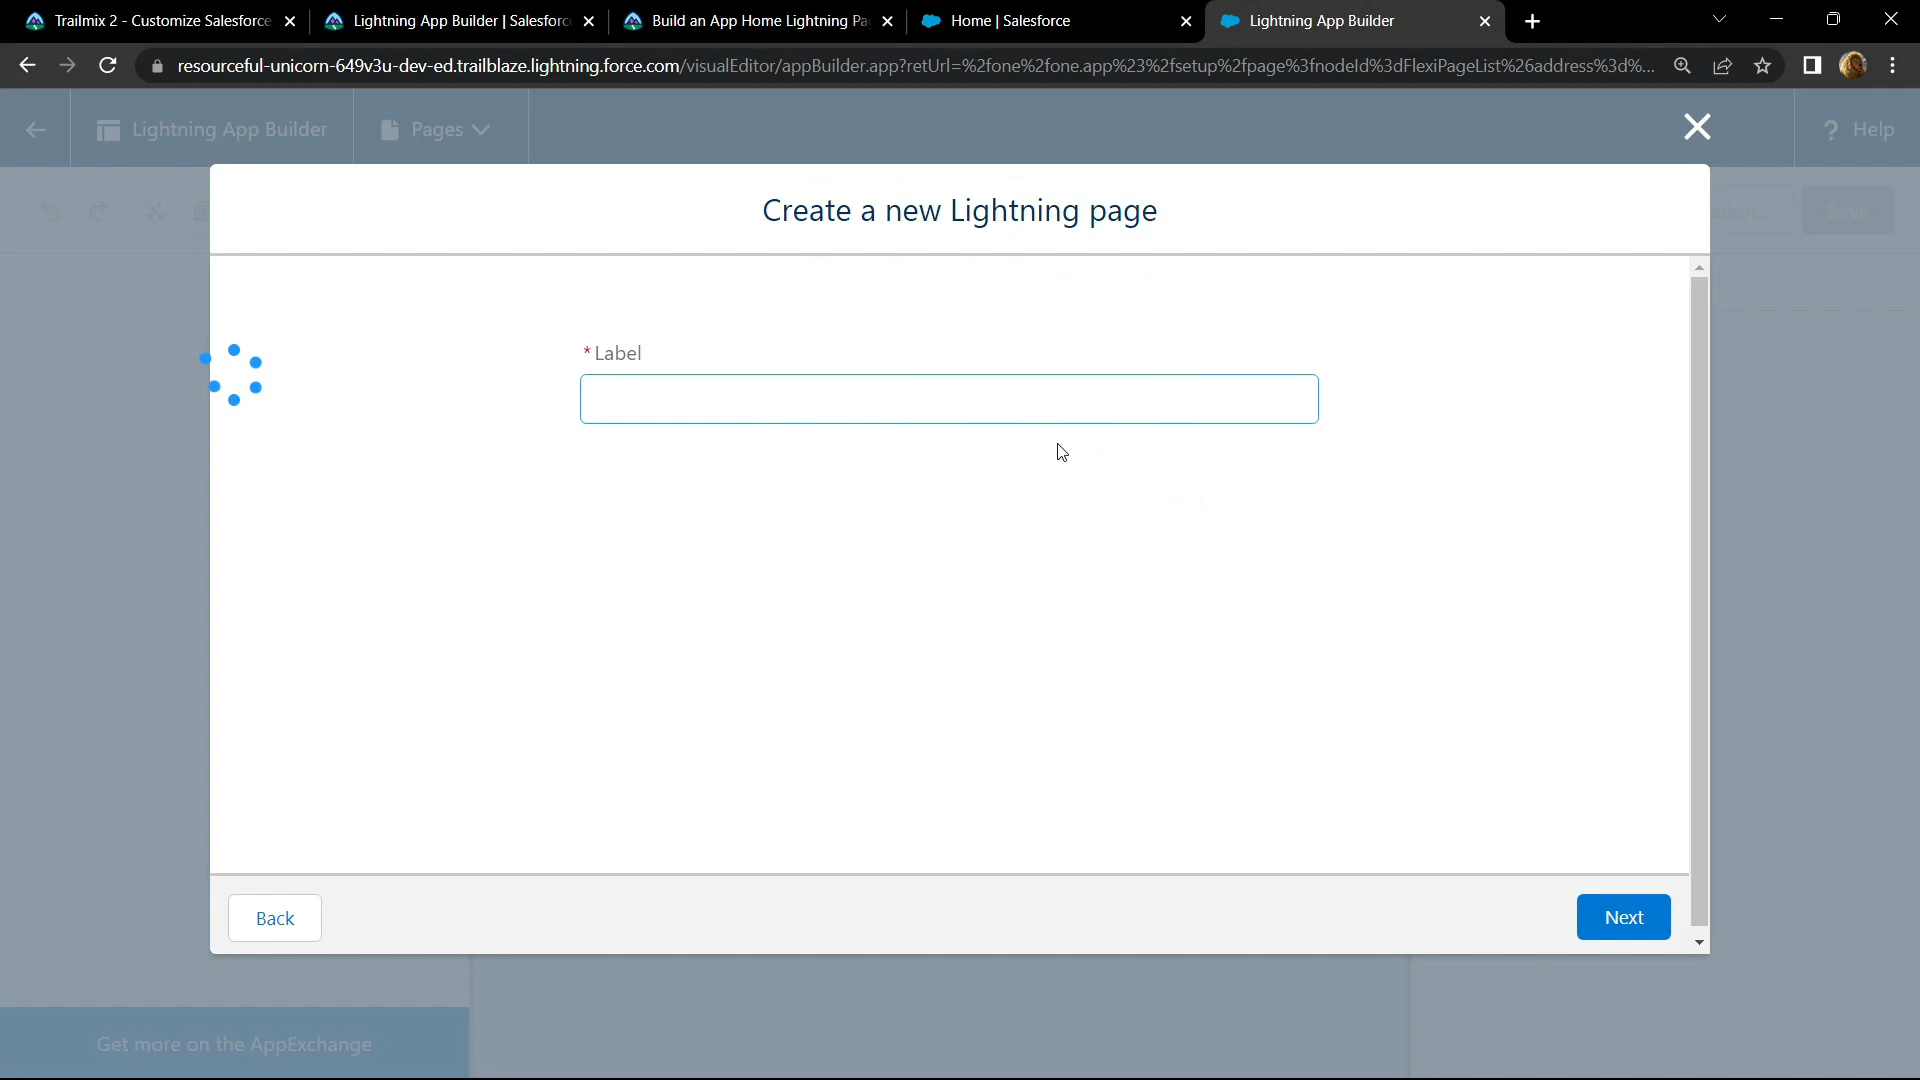 Trailmix 2 - Customize Salesforce
Lightning App Builder | Salesforc
Build an App Home Lightning Pa
Home | Salesforce
Lightning App Builder
resourceful-unicorn-649v3u-dev-ed.trailblaze.lightning.force.com/visualEditor/appBuilder.app?retUrl=%2fone%2fone.app%23%2fsetup%2fpage%3fnodeId%3dFlexiPageList%26address%3d%...
Lightning App Builder
Pages
? Help
Create a new Lightning page
Save
* Label
Back
Next
Get more on the AppExchange